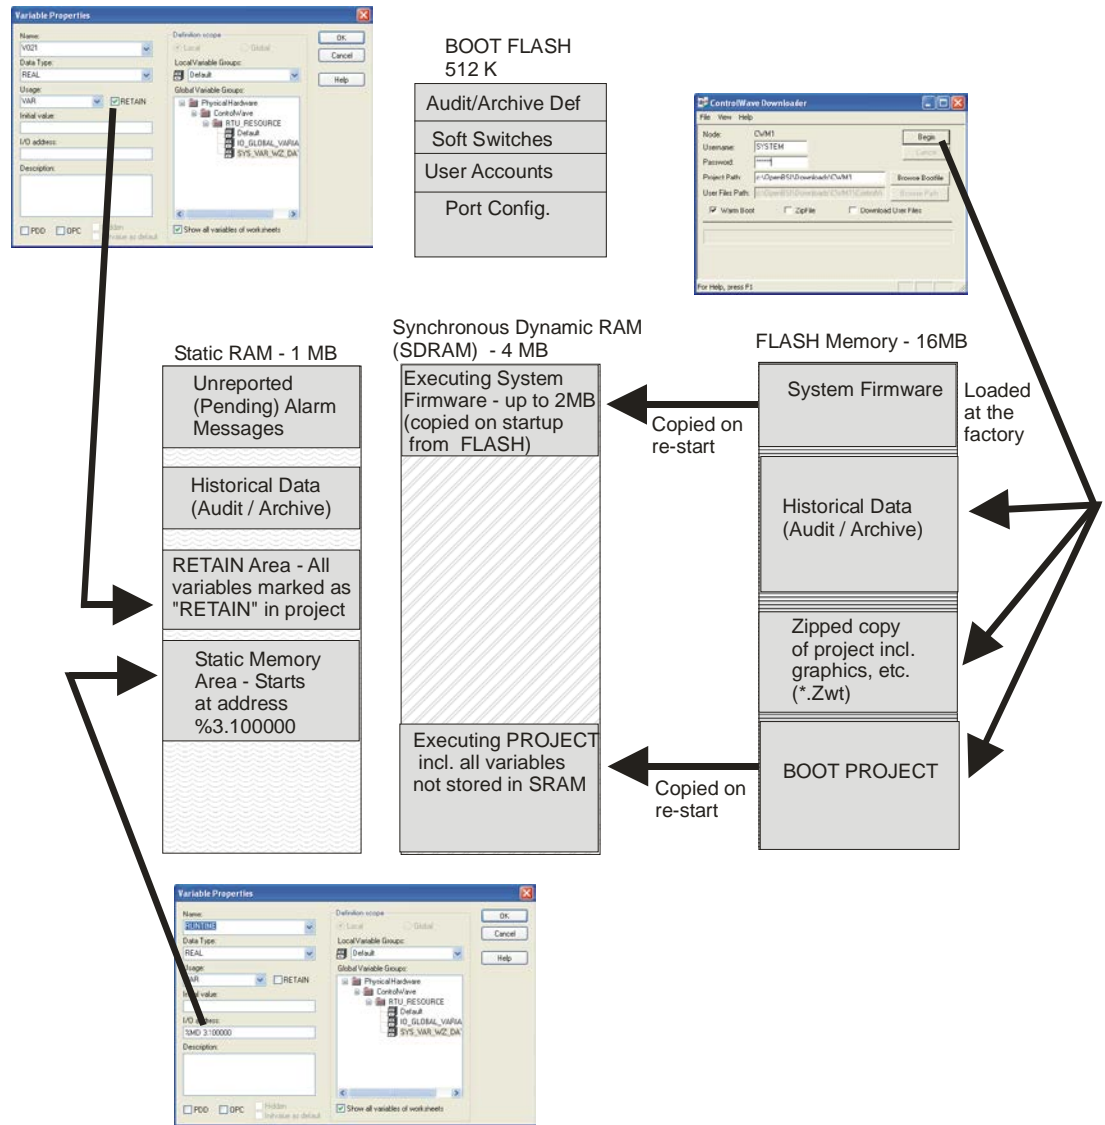 Variable Properties
Name:
V021
Data Type:
REAL
Usage:
VAR
RETAIN
Initial value:
I/O address:
Description:
PDD
OPC
Hidden
Definition scope
Local
Global
Local Variable Groups:
Default
Global Variable Groups:
Physical Hardware
ControlWave
RTU_RESOURCE
Default
IO_GLOBAL_VARIA
SYS_VAR_WZ_DA
Show all variables of worksheets
OK
Cancel
Help
BOOT FLASH
512 K
Audit/Archive Def
Soft Switches
User Accounts
Port Config.
ControlWave Downloader
File View Help
Node:
CWM1
Username:
SYSTEM
Password:
Project Path:
User Files Path:
Begin
Cancel
Browse Bootfile
Browse Path
Warm Boot
ZipFile
Download User Files
For Help, press F1
Static RAM - 1 MB
Unreported
(Pending) Alarm
Messages
Historical Data
(Audit / Archive)
RETAIN Area - All
variables marked as
"RETAIN" in project
Static Memory
Area - Starts
at address
%3.100000
Synchronous Dynamic RAM
(SDRAM) - 4 MB
Executing System
Firmware - up to 2MB
(copied on startup
from FLASH)
Executing PROJECT
incl. all variables
not stored in SRAM
Copied on
re-start
Copied on
re-start
FLASH Memory - 16MB
System Firmware
Loaded
at the
factory
Historical Data
(Audit / Archive)
Zipped copy
of project incl.
graphics, etc.
(*.Zwt)
BOOT PROJECT
Variable Properties
Name:
RUNTIME
Data Type:
REAL
Usage:
RETAIN
Initial value:
I/O address:
%MD 3.100000
Description:
PDD
OPC
Hidden
Definition scope
Local
Global
Local Variable Groups:
Default
Global Variable Groups:
Physical Hardware
ControlWave
RTU_RESOURCE
Default
IO_GLOBAL_VARIA
SYS_VAR_WZ_DA
Show all variables of worksheets
OK
Cancel
Help